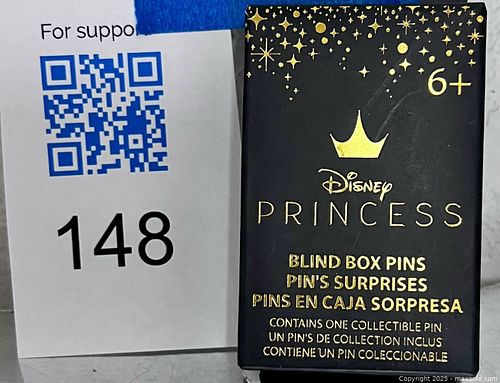 For support
148
6+
Disney
PRINCESS
BLIND BOX PINS
PIN'S SURPRISES
PINS EN CAJA SORPRESA
CONTAINS ONE COLLECTIBLE PIN
UN PIN'S DE COLLECTION INCLUS
CONTIENE UN PIN COLECCIONABLE
Copyright 2025 - maxsold.com